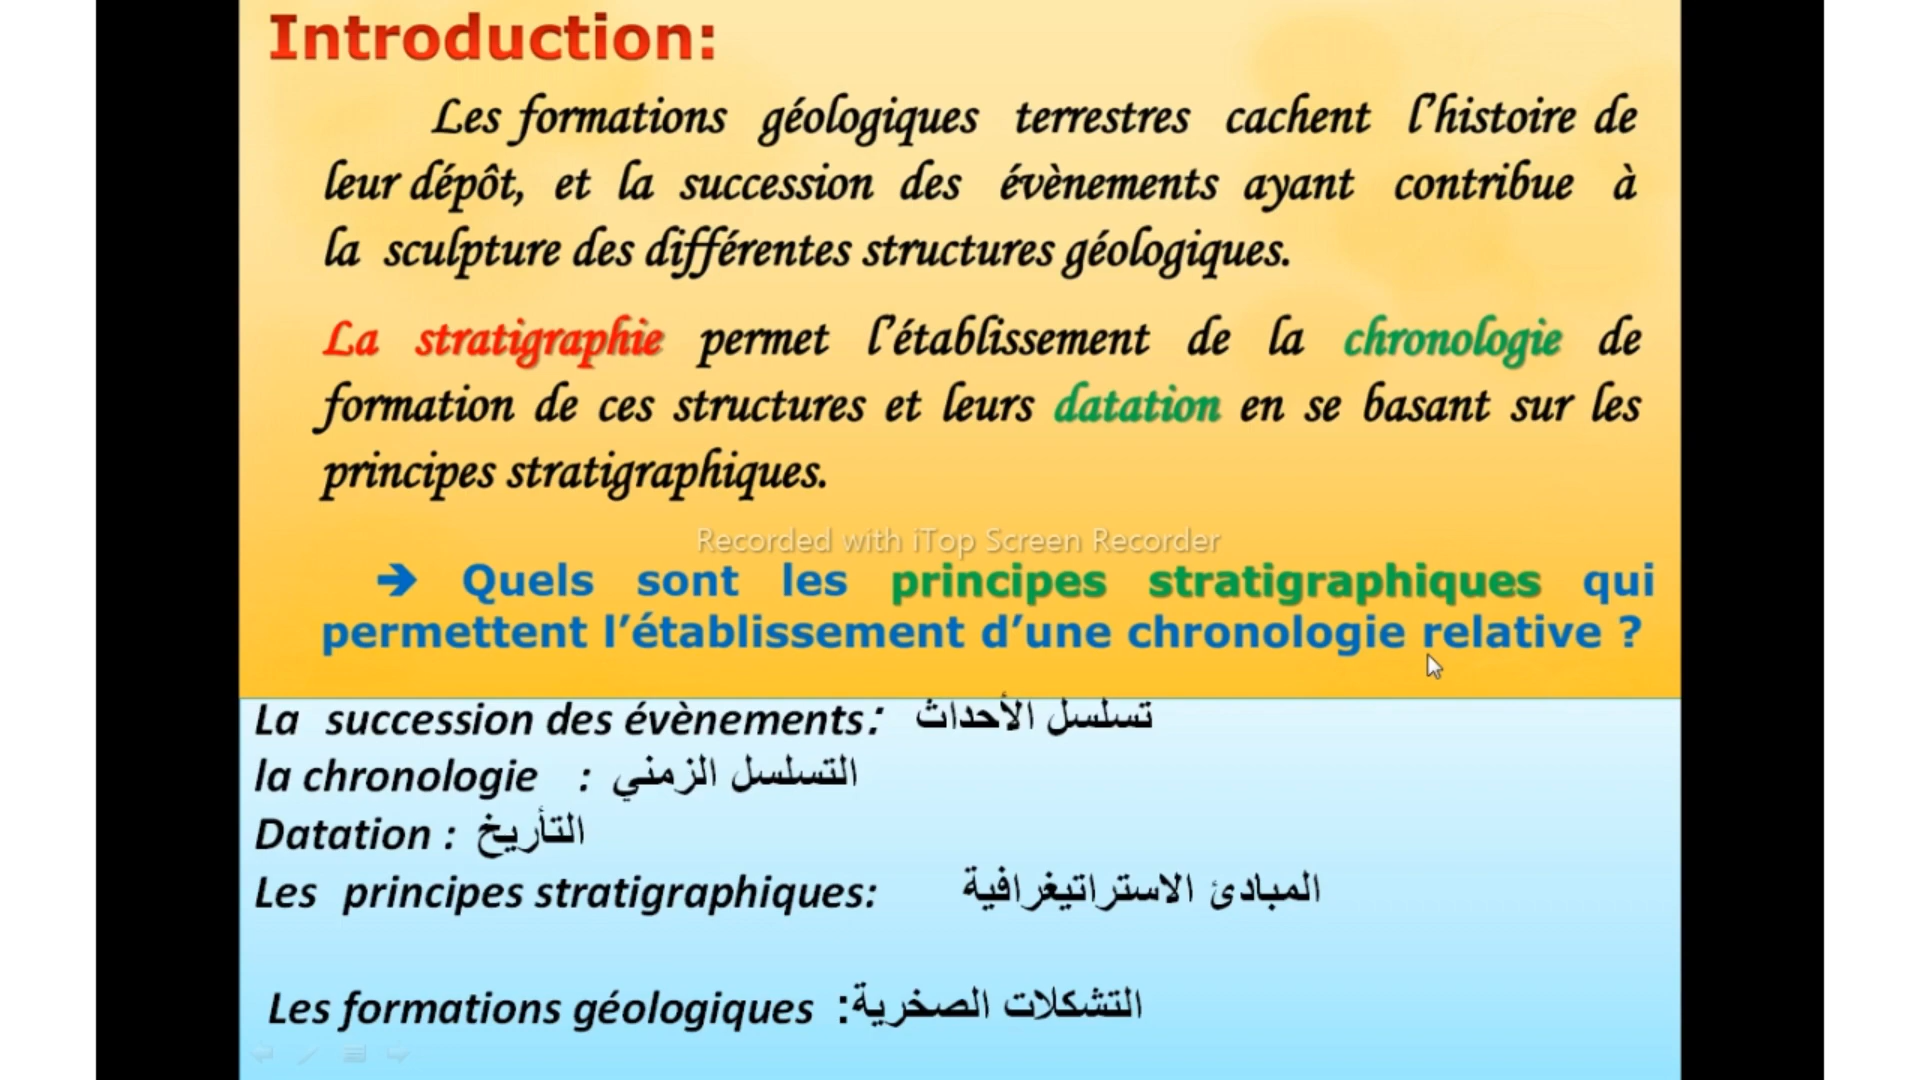 Introduction:
Les formations géologiques terrestres cachent l'histoire de
leur dépôt, et la succession des évènements ayant contribue à
la sculpture des différentes structures géologiques.
La stratigraphie permet l'établissement de la chronologie de
formation de ces structures et leurs datation en se basant sur les
principes stratigraphiques.
Recorded with iTop Screen Recorder
➔ Quels sont les principes stratigraphiques qui
permettent l'établissement d'une chronologie relative ?
La succession des évènements: تسلسل الأحداث
la chronologie : التسلسل الزمني
Datation : التأريخ
Les principes stratigraphiques: المبادئ الاستراتيغرافية
Les formations géologiques :التشكلات الصخرية